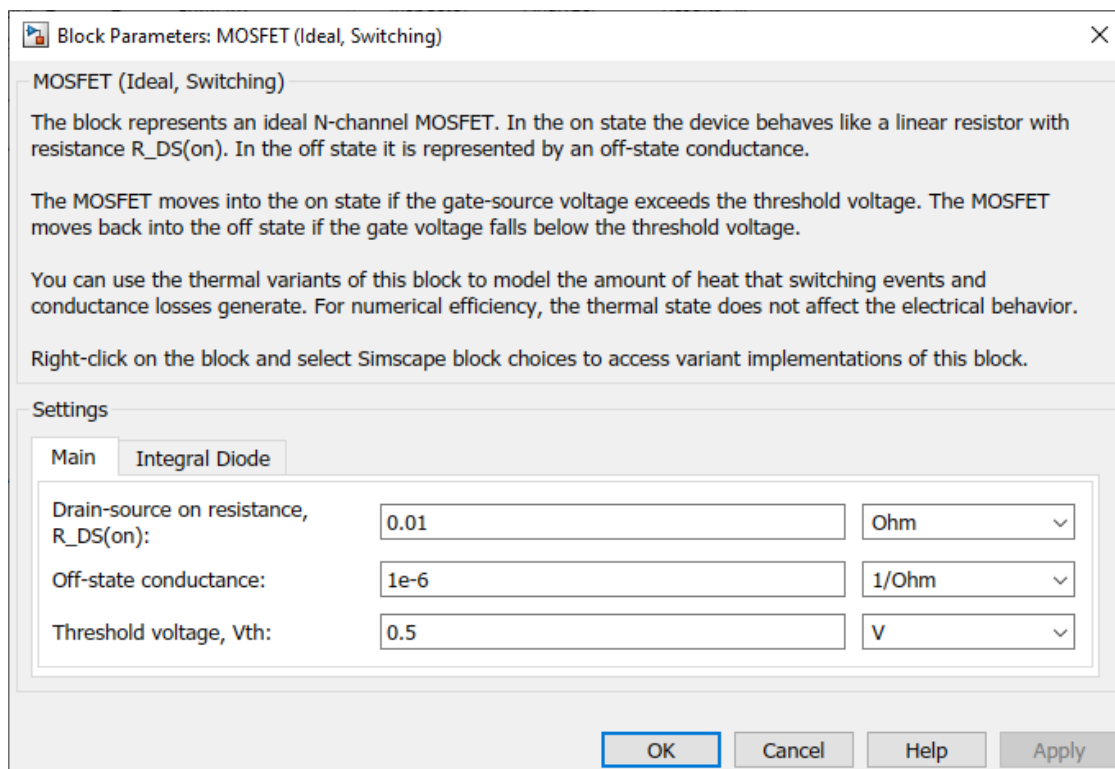 Block Parameters: MOSFET (Ideal, Switching)
MOSFET (Ideal, Switching)
The block represents an ideal N-channel MOSFET. In the on state the device behaves like a linear resistor with
resistance R_DS(on). In the off state it is represented by an off-state conductance.
The MOSFET moves into the on state if the gate-source voltage exceeds the threshold voltage. The MOSFET
moves back into the off state if the gate voltage falls below the threshold voltage.
You can use the thermal variants of this block to model the amount of heat that switching events and
conductance losses generate. For numerical efficiency, the thermal state does not affect the electrical behavior.
Right-click on the block and select Simscape block choices to access variant implementations of this block.
Settings
Main Integral Diode
Drain-source on resistance,
R_DS(on):
0.01 Ohm
Off-state conductance: 1e-6 1/Ohm
Threshold voltage, Vth: 0.5 V
OK Cancel Help Apply